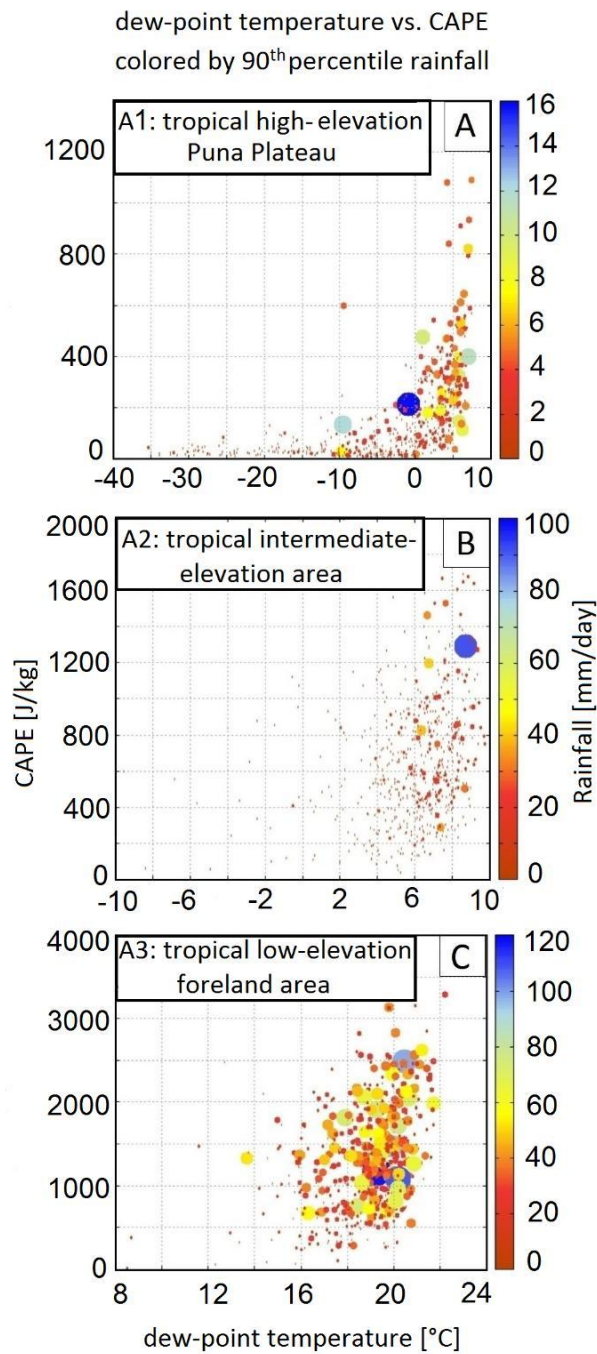 dew-point temperature vs. CAPE
colored by 90th percentile rainfall
A1: tropical high-elevation
Puna Plateau
A
1200
800
400
0
-40 -30 -20 -10 0 10
16
14
12
10
8
6
4
2
0
A2: tropical intermediate-
elevation area
B
2000
1600
1200
800
400
0
-10 -6 -2 2 6 10
100
80
60
40
20
0
CAPE [J/kg]
Rainfall [mm/day]
A3: tropical low-elevation
foreland area
C
4000
3000
2000
1000
0
8 12 16 20 24
120
100
80
60
40
20
0
dew-point temperature [°C]